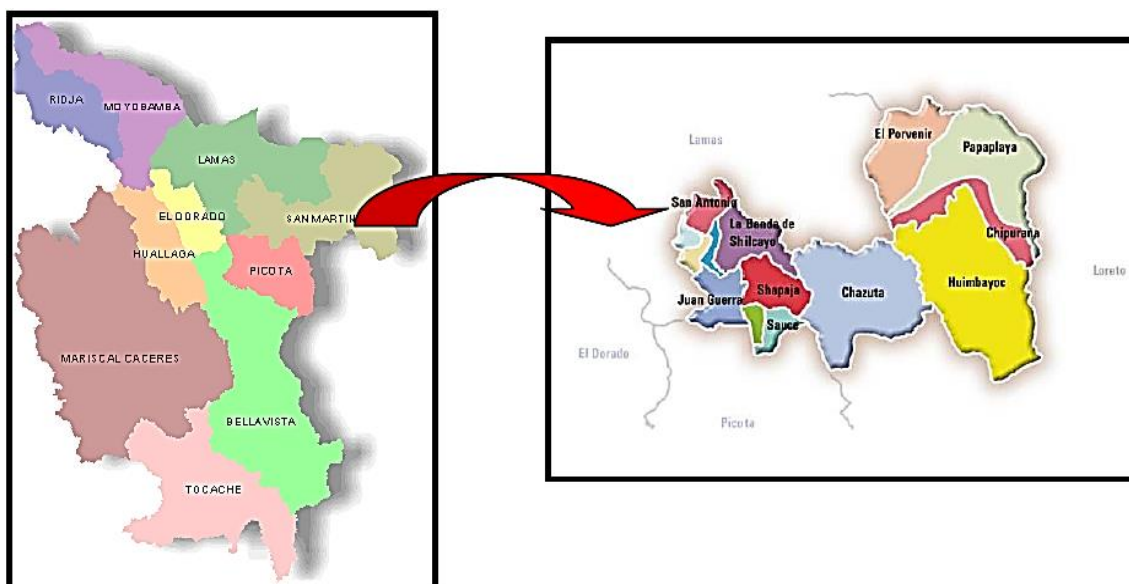 RIOJA
MOYOBAMBA
LAMAS
EL DORADO
SAN MARTIN
HUALLAGA
PICOTA
MARISCAL CACERES
BELLAVISTA
TOCACHE
El Porvenir
Papaplaya
Lamas
San Antonio
La Banda de
Shilcayo
Chipurana
Loreto
Shapaja
Chazuta
Huimbayoc
Juan Guerra
Sauce
El Dorado
Picota